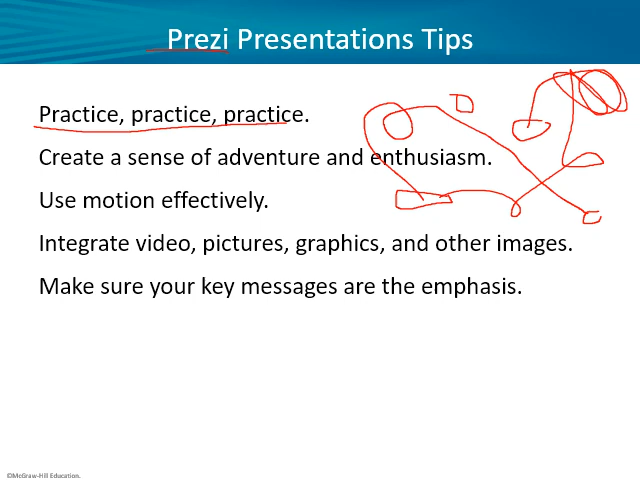 Prezi Presentations Tips
Practice, practice, practice.
Create a sense of adventure and enthusiasm.
Use motion effectively.
Integrate video, pictures, graphics, and other images.
Make sure your key messages are the emphasis.
©McGraw-Hill Education.